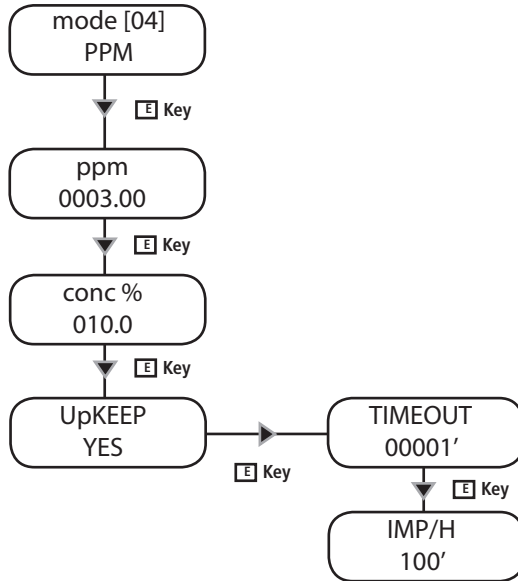 mode [04]
PPM
E Key
ppm
0003.00
E Key
conc %
010.0
E Key
UpKEEP
YES
E Key
TIMEOUT
00001’
E Key
IMP/H
100’